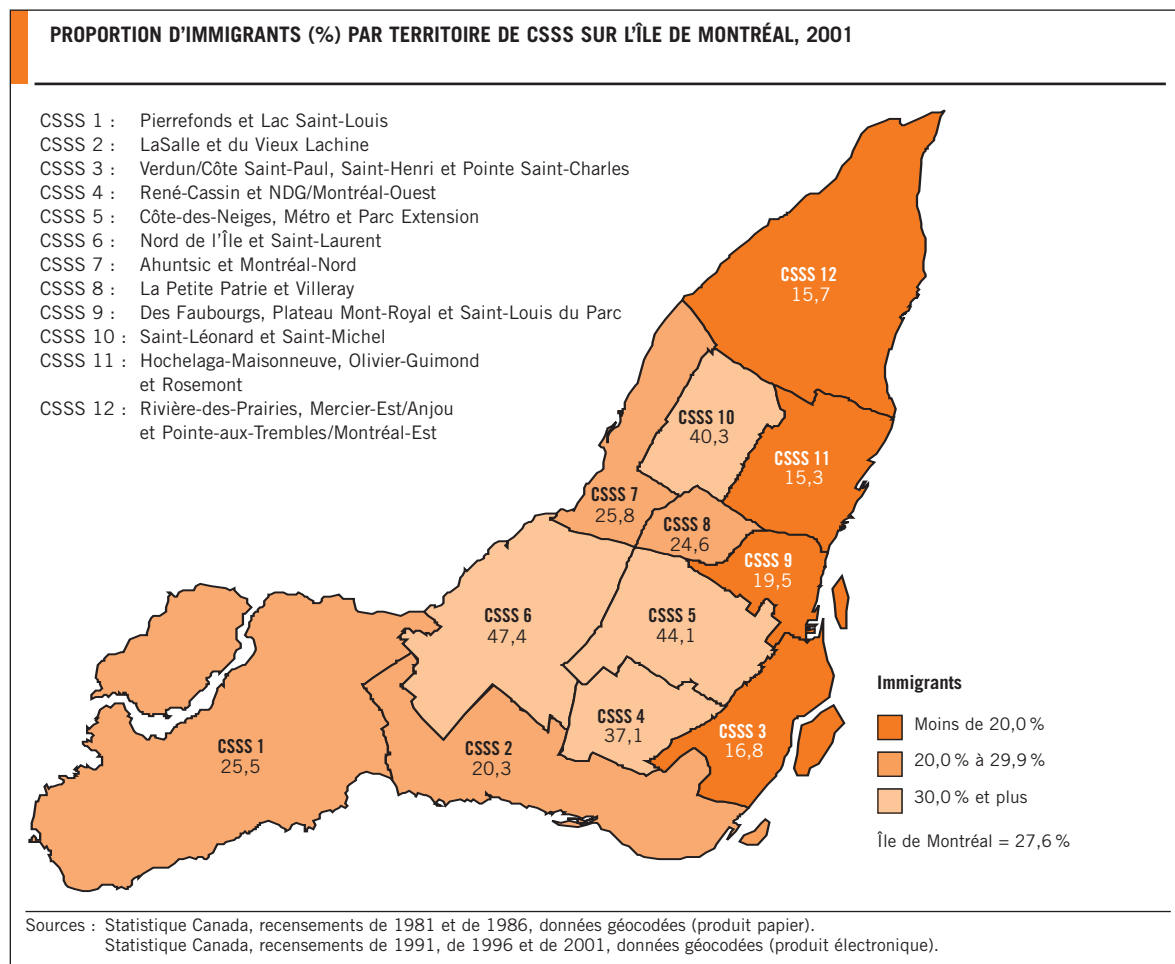 PROPORTION D'IMMIGRANTS (%) PAR TERRITOIRE DE CSSS SUR L'ÎLE DE MONTRÉAL, 2001
CSSS 1 : Pierrefonds et Lac Saint-Louis
CSSS 2 : LaSalle et du Vieux Lachine
CSSS 3 : Verdun/Côte Saint-Paul, Saint-Henri et Pointe Saint-Charles
CSSS 4 : René-Cassin et NDG/Montréal-Ouest
CSSS 5 : Côte-des-Neiges, Métro et Parc Extension
CSSS 6 : Nord de l'Île et Saint-Laurent
CSSS 7 : Ahuntsic et Montréal-Nord
CSSS 8 : La Petite Patrie et Villeray
CSSS 9 : Des Faubourgs, Plateau Mont-Royal et Saint-Louis du Parc
CSSS 10 : Saint-Léonard et Saint-Michel
CSSS 11 : Hochelaga-Maisonneuve, Olivier-Guimond
et Rosemont
CSSS 12 : Rivière-des-Prairies, Mercier-Est/Anjou
et Pointe-aux-Trembles/Montréal-Est
CSSS 12
15,7
CSSS 10
40,3
CSSS 11
15,3
CSSS 7
25,8
CSSS 8
24,6
CSSS 9
19,5
CSSS 6
47,4
CSSS 5
44,1
CSSS 4
37,1
CSSS 3
16,8
CSSS 1
25,5
CSSS 2
20,3
Immigrants
Moins de 20,0 %
20,0 % à 29,9 %
30,0 % et plus
Île de Montréal = 27,6 %
Sources : Statistique Canada, recensements de 1981 et de 1986, données géocodées (produit papier).
Statistique Canada, recensements de 1991, de 1996 et de 2001, données géocodées (produit électronique).